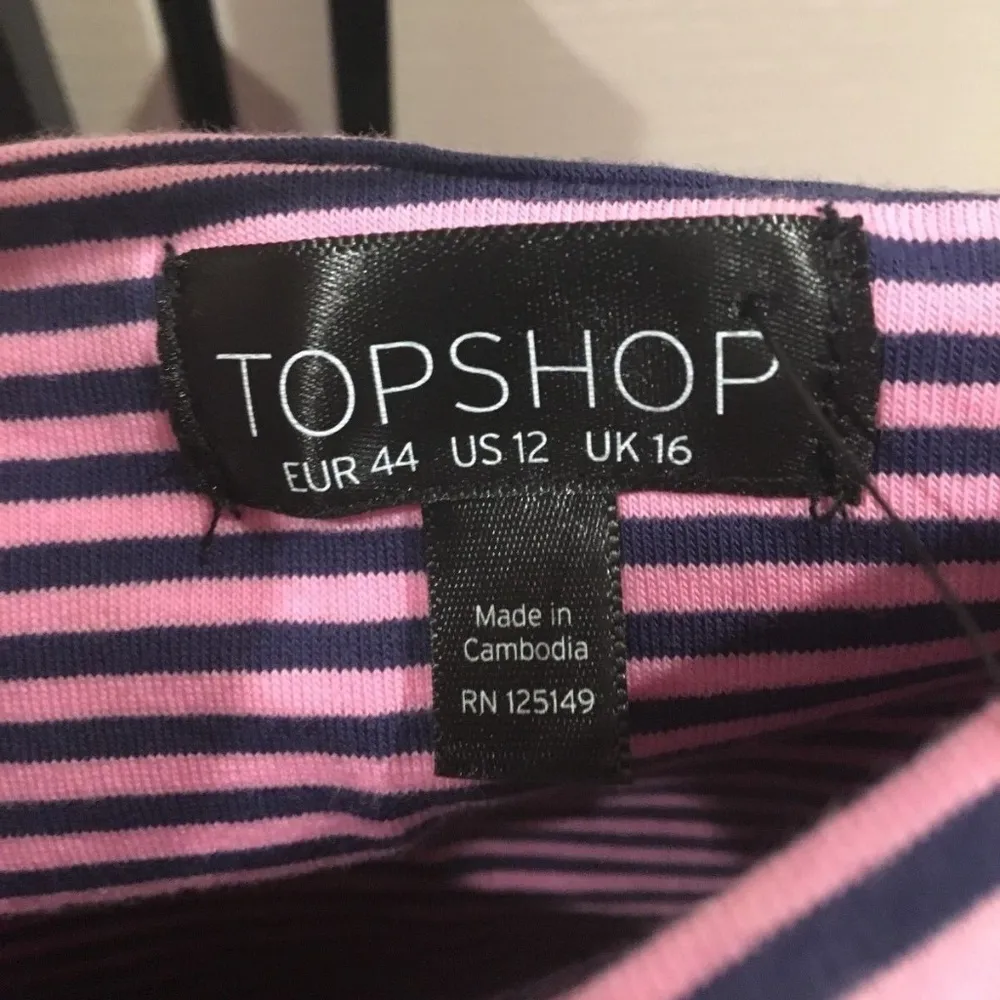 TOPSHOP
EUR 44 US 12 UK 16
Made in
Cambodia
RN 125149